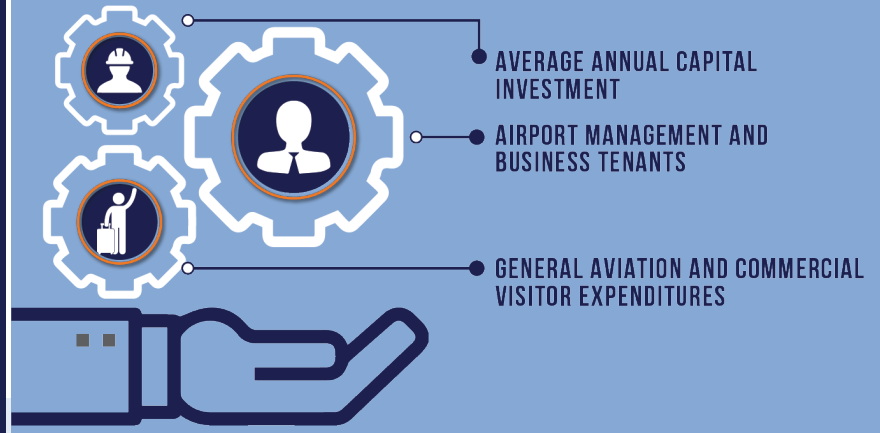 AVERAGE ANNUAL CAPITAL
INVESTMENT
AIRPORT MANAGEMENT AND
BUSINESS TENANTS
GENERAL AVIATION AND COMMERCIAL
VISITOR EXPENDITURES